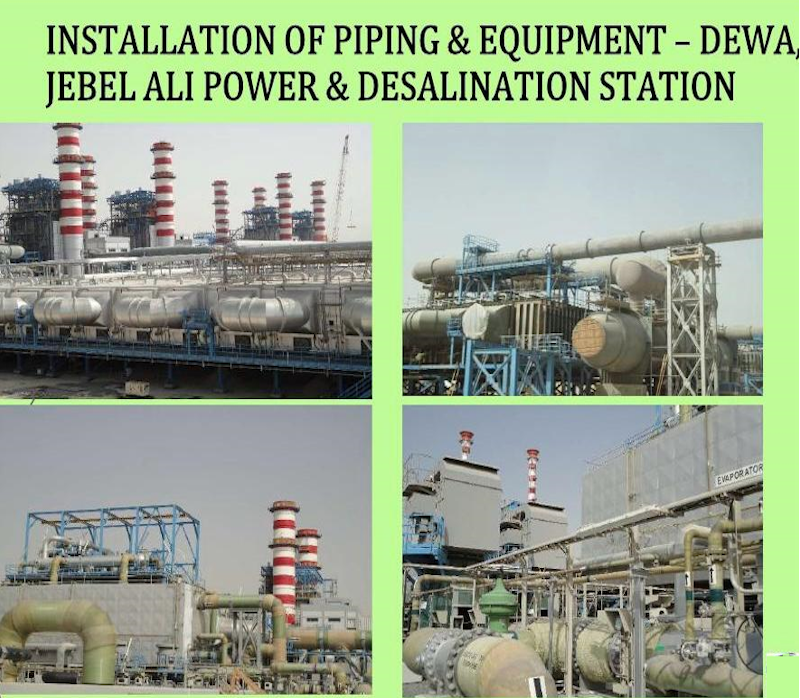 INSTALLATION OF PIPING & EQUIPMENT – DEWA,
JEBEL ALI POWER & DESALINATION STATION
EVAPORATOR